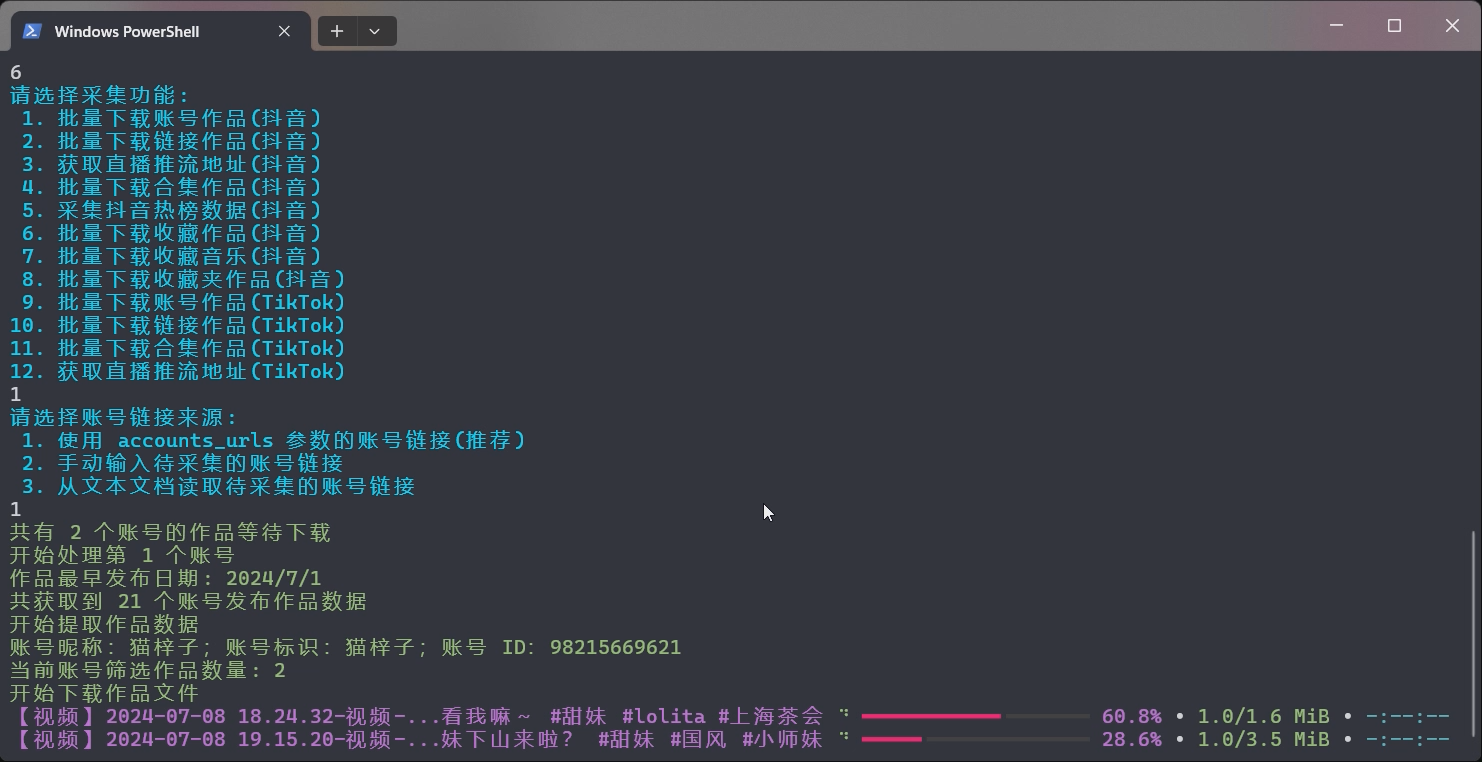 Windows PowerShell
6
请选择采集功能:
1. 批量下载账号作品(抖音)
2. 批量下载链接作品(抖音)
3. 获取直播推流地址(抖音)
4. 批量下载合集作品(抖音)
5. 采集抖音热榜数据(抖音)
6. 批量下载收藏作品(抖音)
7. 批量下载收藏音乐(抖音)
8. 批量下载收藏夹作品(抖音)
9. 批量下载账号作品(TikTok)
10. 批量下载链接作品(TikTok)
11. 批量下载合集作品(TikTok)
12. 获取直播推流地址(TikTok)
1
请选择账号链接来源:
1. 使用 accounts_urls 参数的账号链接(推荐)
2. 手动输入待采集的账号链接
3. 从文本文档读取待采集的账号链接
1
共有 2 个账号的作品等待下载
开始处理第 1 个账号
作品最早发布日期: 2024/7/1
共获取到 21 个账号发布作品数据
开始提取作品数据
账号昵称: 猫梓子; 账号标识: 猫梓子; 账号 ID: 98215669621
当前账号筛选作品数量: 2
开始下载作品文件
【视频】2024-07-08 18.24.32-视频-...看我嘛~ #甜妹 #lolita #上海茶会 60.8% • 1.0/1.6 MiB • -:--:--
【视频】2024-07-08 19.15.20-视频-...妹下山来啦? #甜妹 #国风 #小师妹 28.6% • 1.0/3.5 MiB • -:--:--